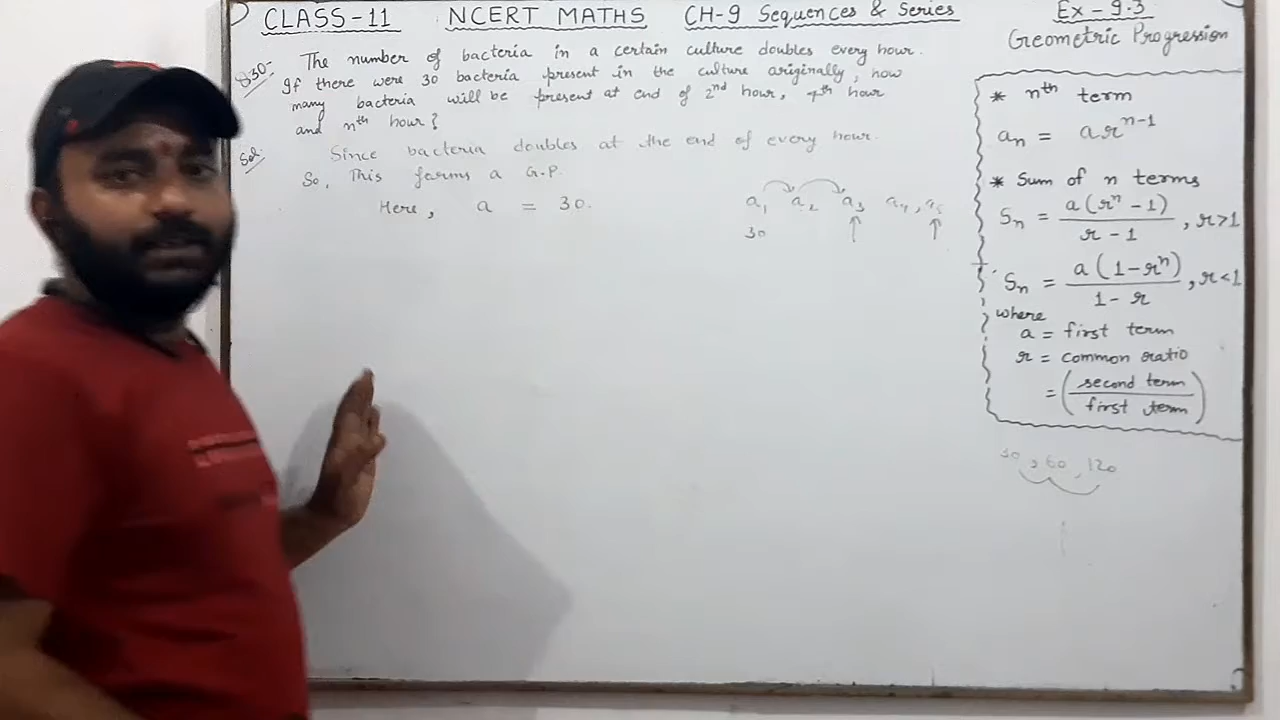 CLASS-11 NCERT MATHS CH-9 Sequences & Series Ex - 9.3
Geometric Progression
Q30- The number of bacteria in a certain culture doubles every hour.
If there were 30 bacteria present in the culture originally, how
many bacteria will be present at end of 2nd hour, 4th hour
and nth hour?
Sol: Since bacteria doubles at the end of every hour.
So, This forms a G.P.
Here, a = 30.
a₁ a₂ a₃ a₄, a₅
30 ↑ ↑
* nth term
aₙ = ar^(n-1)
* Sum of n terms
Sₙ = a(rⁿ - 1) / r - 1, r>1
Sₙ = a(1-rⁿ) / 1 - r, r<1
where
a = first term
r = common ratio
= (second term / first term)
30, 60, 120